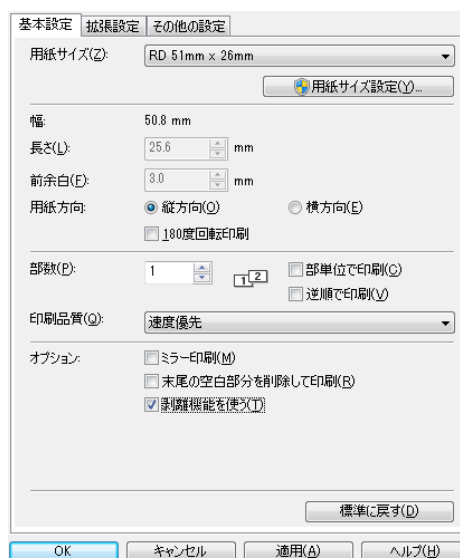 基本設定 拡張設定 その他の設定
用紙サイズ(Z): RD 51mm x 26mm
用紙サイズ設定(Y)...
幅: 50.8 mm
長さ(L): 25.6 mm
前余白(F): 3.0 mm
用紙方向: 縦方向(O) 横方向(E)
180度回転印刷
部数(P): 1 1 2 部単位で印刷(C)
逆順で印刷(V)
印刷品質(Q): 速度優先
オプション: ミラー印刷(M)
末尾の空白部分を削除して印刷(R)
剥離機能を使う(T)
標準に戻す(D)
OK キャンセル 適用(A) ヘルプ(H)